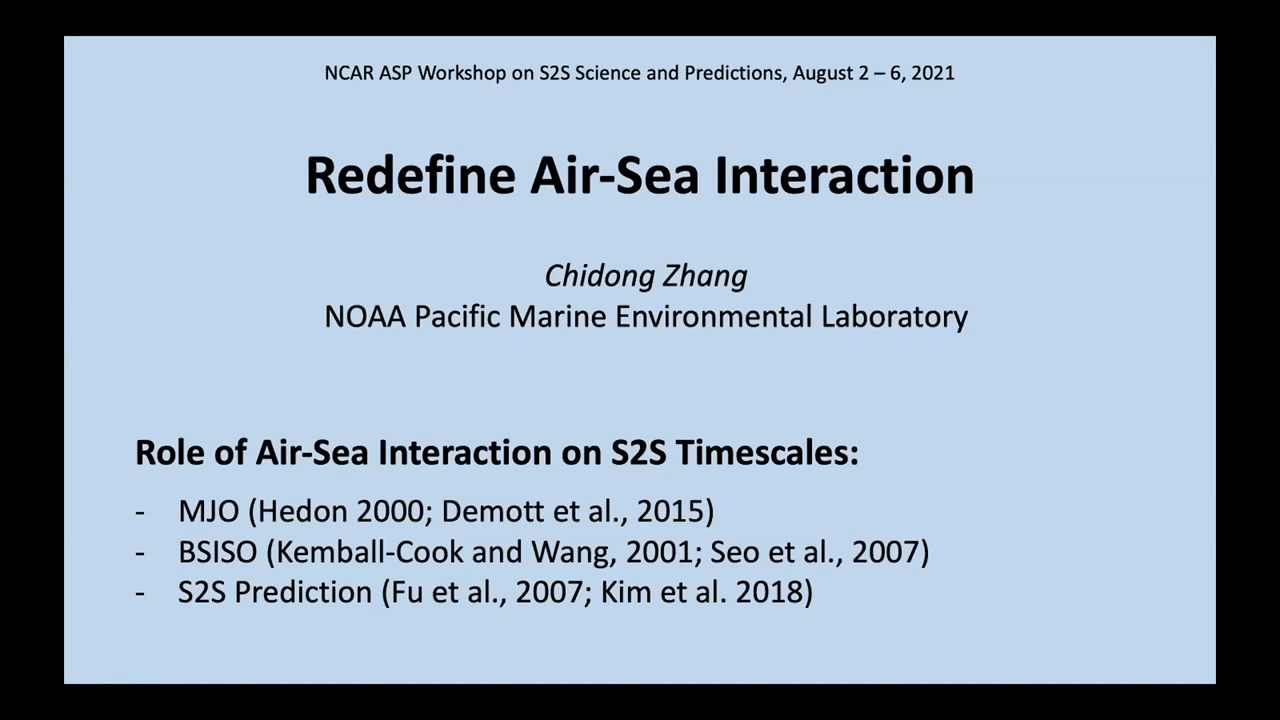 NCAR ASP Workshop on S2S Science and Predictions, August 2 – 6, 2021
Redefine Air-Sea Interaction
Chidong Zhang
NOAA Pacific Marine Environmental Laboratory
Role of Air-Sea Interaction on S2S Timescales:
- MJO (Hedon 2000; Demott et al., 2015)
- BSISO (Kemball-Cook and Wang, 2001; Seo et al., 2007)
- S2S Prediction (Fu et al., 2007; Kim et al. 2018)